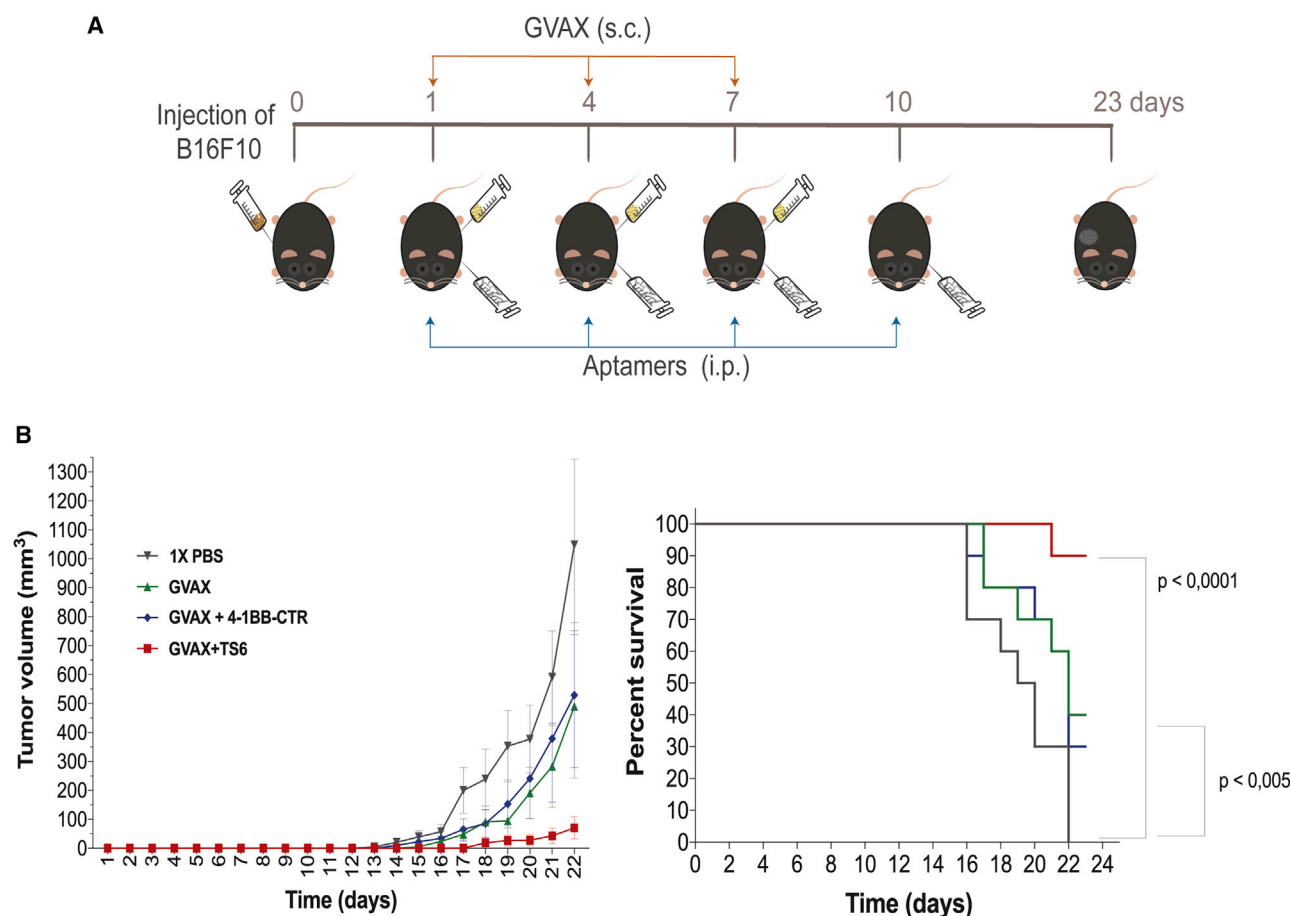 A
GVAX (s.c.)
0 1 4 7 10 23 days
Injection of
B16F10
Aptamers (i.p.)
B
Tumor volume (mm³)
1300
1200
1100
1000
900
800
700
600
500
400
300
200
100
0
1X PBS
GVAX
GVAX + 4-1BB-CTR
GVAX+TS6
1 2 3 4 5 6 7 8 9 10 11 12 13 14 15 16 17 18 19 20 21 22
Time (days)
Percent survival
100
90
80
70
60
50
40
30
20
10
0
0 2 4 6 8 10 12 14 16 18 20 22 24
Time (days)
p < 0,0001
p < 0,005